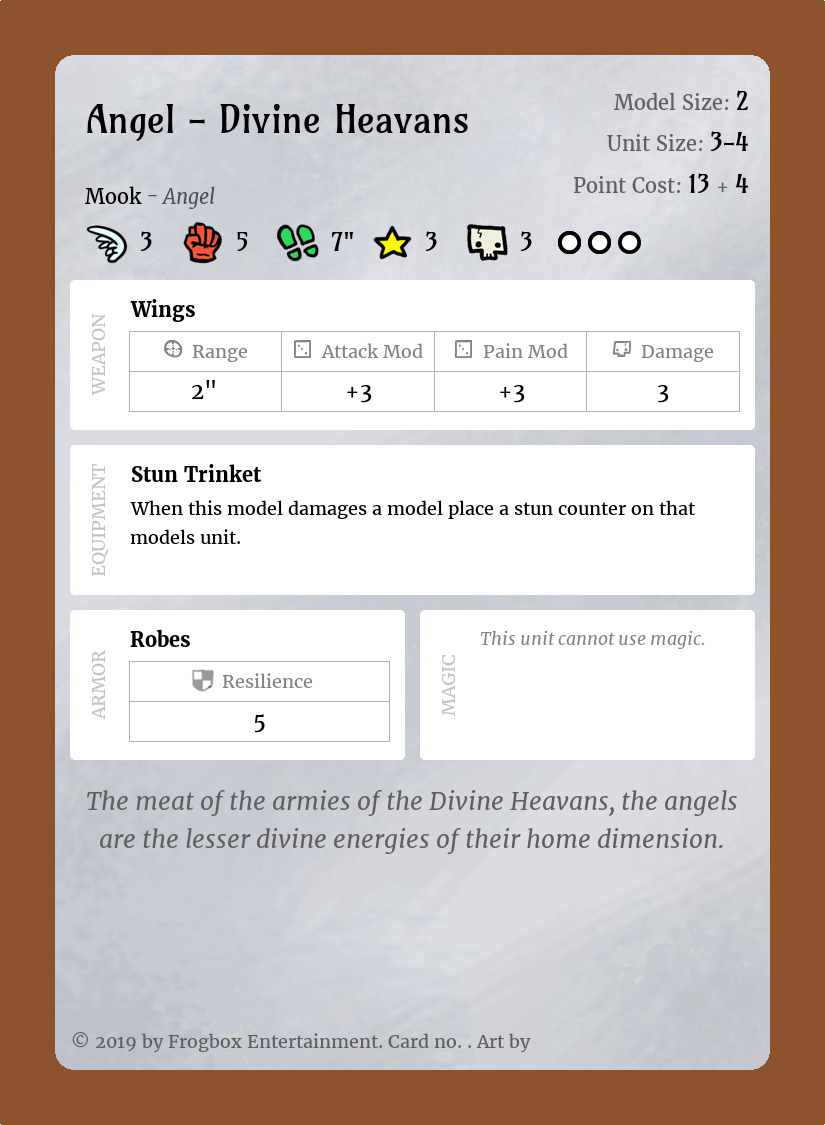 Angel – Divine Heavans
Model Size: 2
Unit Size: 3–4
Point Cost: 13 + 4
Mook – Angel
3 5 7" 3 3
WEAPON
Wings
Range Attack Mod Pain Mod Damage
2" +3 +3 3
EQUIPMENT
Stun Trinket
When this model damages a model place a stun counter on that
models unit.
ARMOR
Robes
Resilience
5
MAGIC
This unit cannot use magic.
The meat of the armies of the Divine Heavans, the angels
are the lesser divine energies of their home dimension.
© 2019 by Frogbox Entertainment. Card no. . Art by